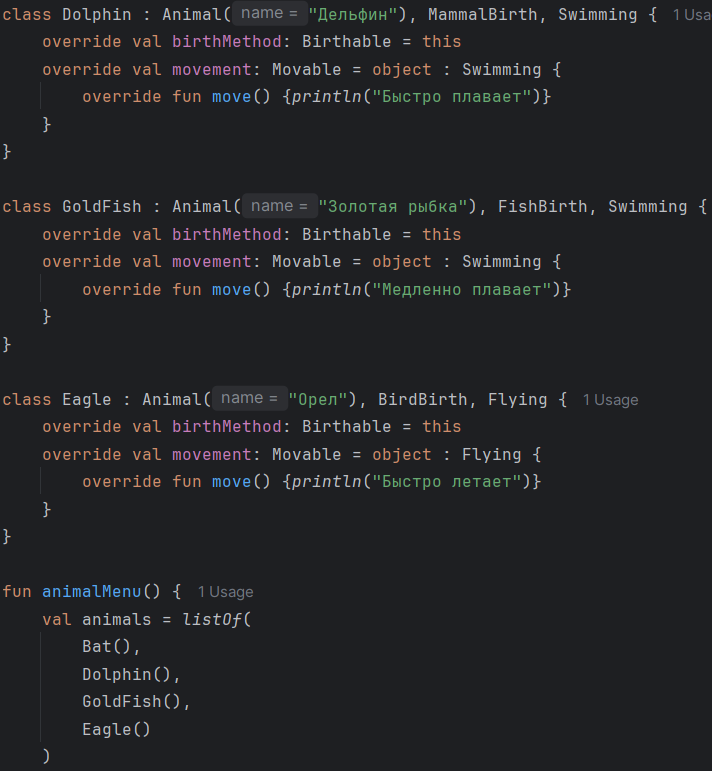 class Dolphin : Animal( name = "Дельфин"), MammalBirth, Swimming { 1 Usa
    override val birthMethod: Birthable = this
    override val movement: Movable = object : Swimming {
        override fun move() {println("Быстро плавает")}
    }
}

class GoldFish : Animal( name = "Золотая рыбка"), FishBirth, Swimming {
    override val birthMethod: Birthable = this
    override val movement: Movable = object : Swimming {
        override fun move() {println("Медленно плавает")}
    }
}

class Eagle : Animal( name = "Орел"), BirdBirth, Flying { 1 Usage
    override val birthMethod: Birthable = this
    override val movement: Movable = object : Flying {
        override fun move() {println("Быстро летает")}
    }
}

fun animalMenu() { 1 Usage
    val animals = listOf(
        Bat(),
        Dolphin(),
        GoldFish(),
        Eagle()
    )